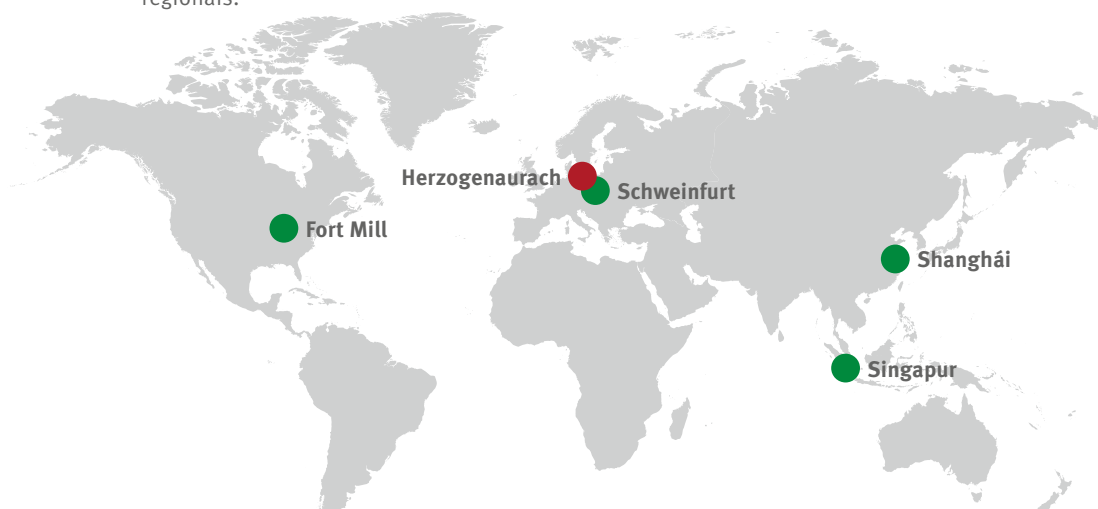 regionais.
Herzogenaurach
Schweinfurt
Fort Mill
Shanghái
Singapur